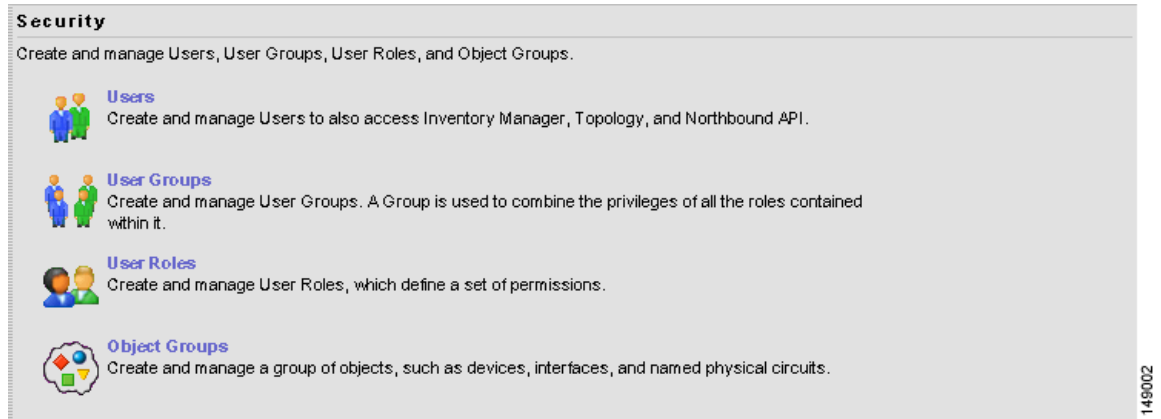 Security
Create and manage Users, User Groups, User Roles, and Object Groups.
Users
Create and manage Users to also access Inventory Manager, Topology, and Northbound API.
User Groups
Create and manage User Groups. A Group is used to combine the privileges of all the roles contained
within it.
User Roles
Create and manage User Roles, which define a set of permissions.
Object Groups
Create and manage a group of objects, such as devices, interfaces, and named physical circuits.
149002